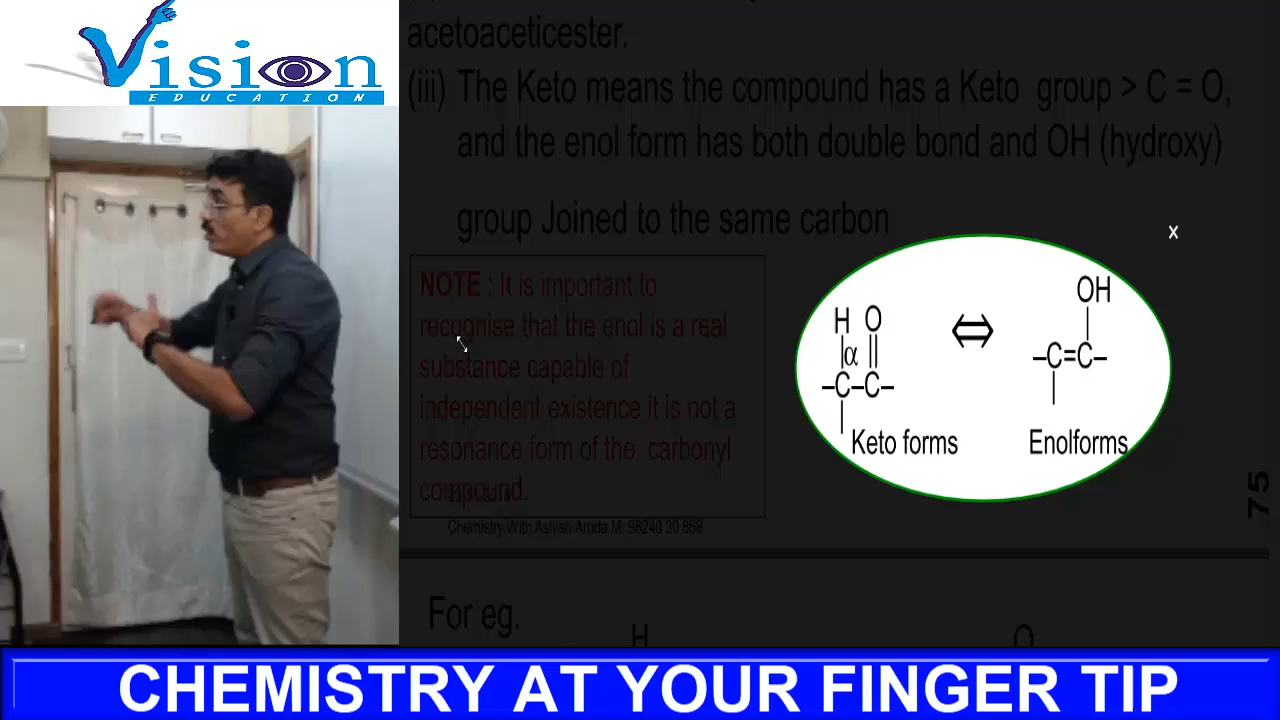 Vision
EDUCATION
acetoaceticester.
(iii) The Keto means the compound has a Keto group > C = O,
and the enol form has both double bond and OH (hydroxy)
group Joined to the same carbon
x
NOTE : It is important to
recognise that the enol is a real
substance capable of
independent existence it is not a
resonance form of the carbonyl
compound.
Chemistry With Ashish Aroda M. 98240 30 868
H O
α
–C–C–
Keto forms
⇔
OH
–C=C–
Enolforms
75
For eg.
H O
CHEMISTRY AT YOUR FINGER TIP